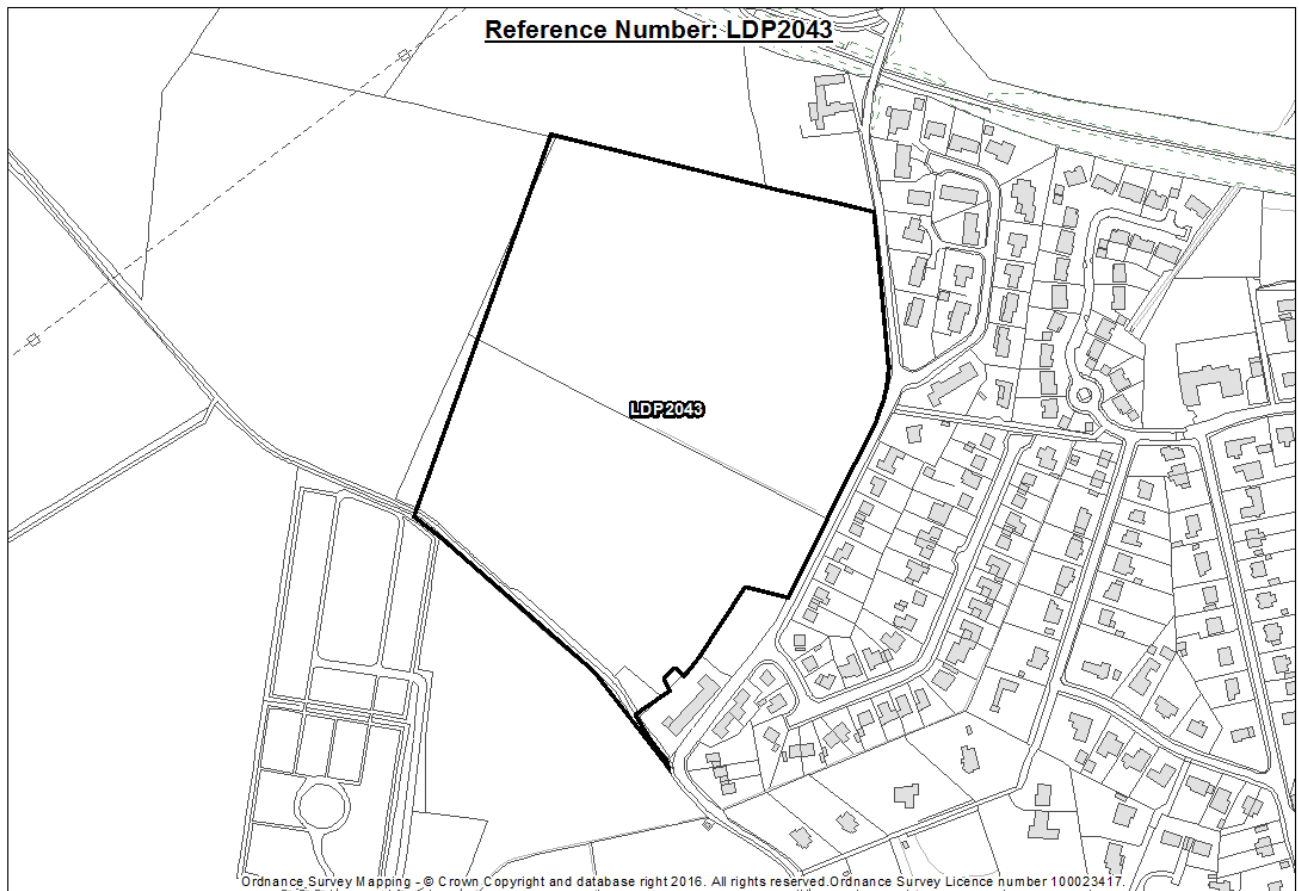 Reference Number: LDP2043
LDP2043
Ordnance Survey Mapping - © Crown Copyright and database right 2016. All rights reserved.Ordnance Survey Licence number 100023417.